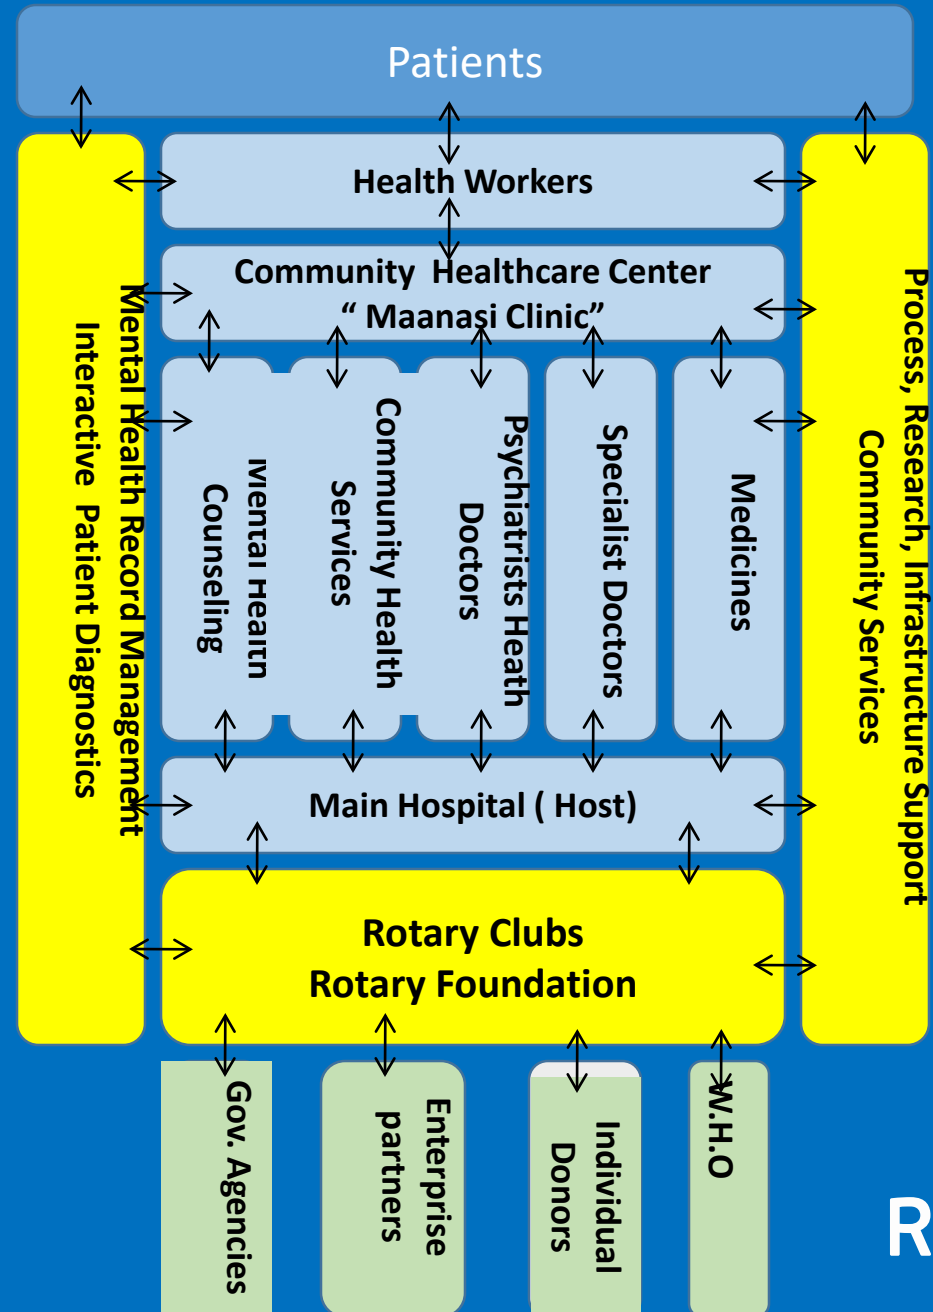 Patients
Health Workers
Community Healthcare Center
“ Maanasi Clinic”
Mental Health Record Management
Interactive Patient Diagnostics
Process, Research, Infrastructure Support
Community Services
Mental Health
Counseling
Community Health
Services
Psychiatrists Heath
Doctors
Specialist Doctors
Medicines
Main Hospital ( Host)
Rotary Clubs
Rotary Foundation
Gov. Agencies
Enterprise
partners
Individual
Donors
W.H.O
R